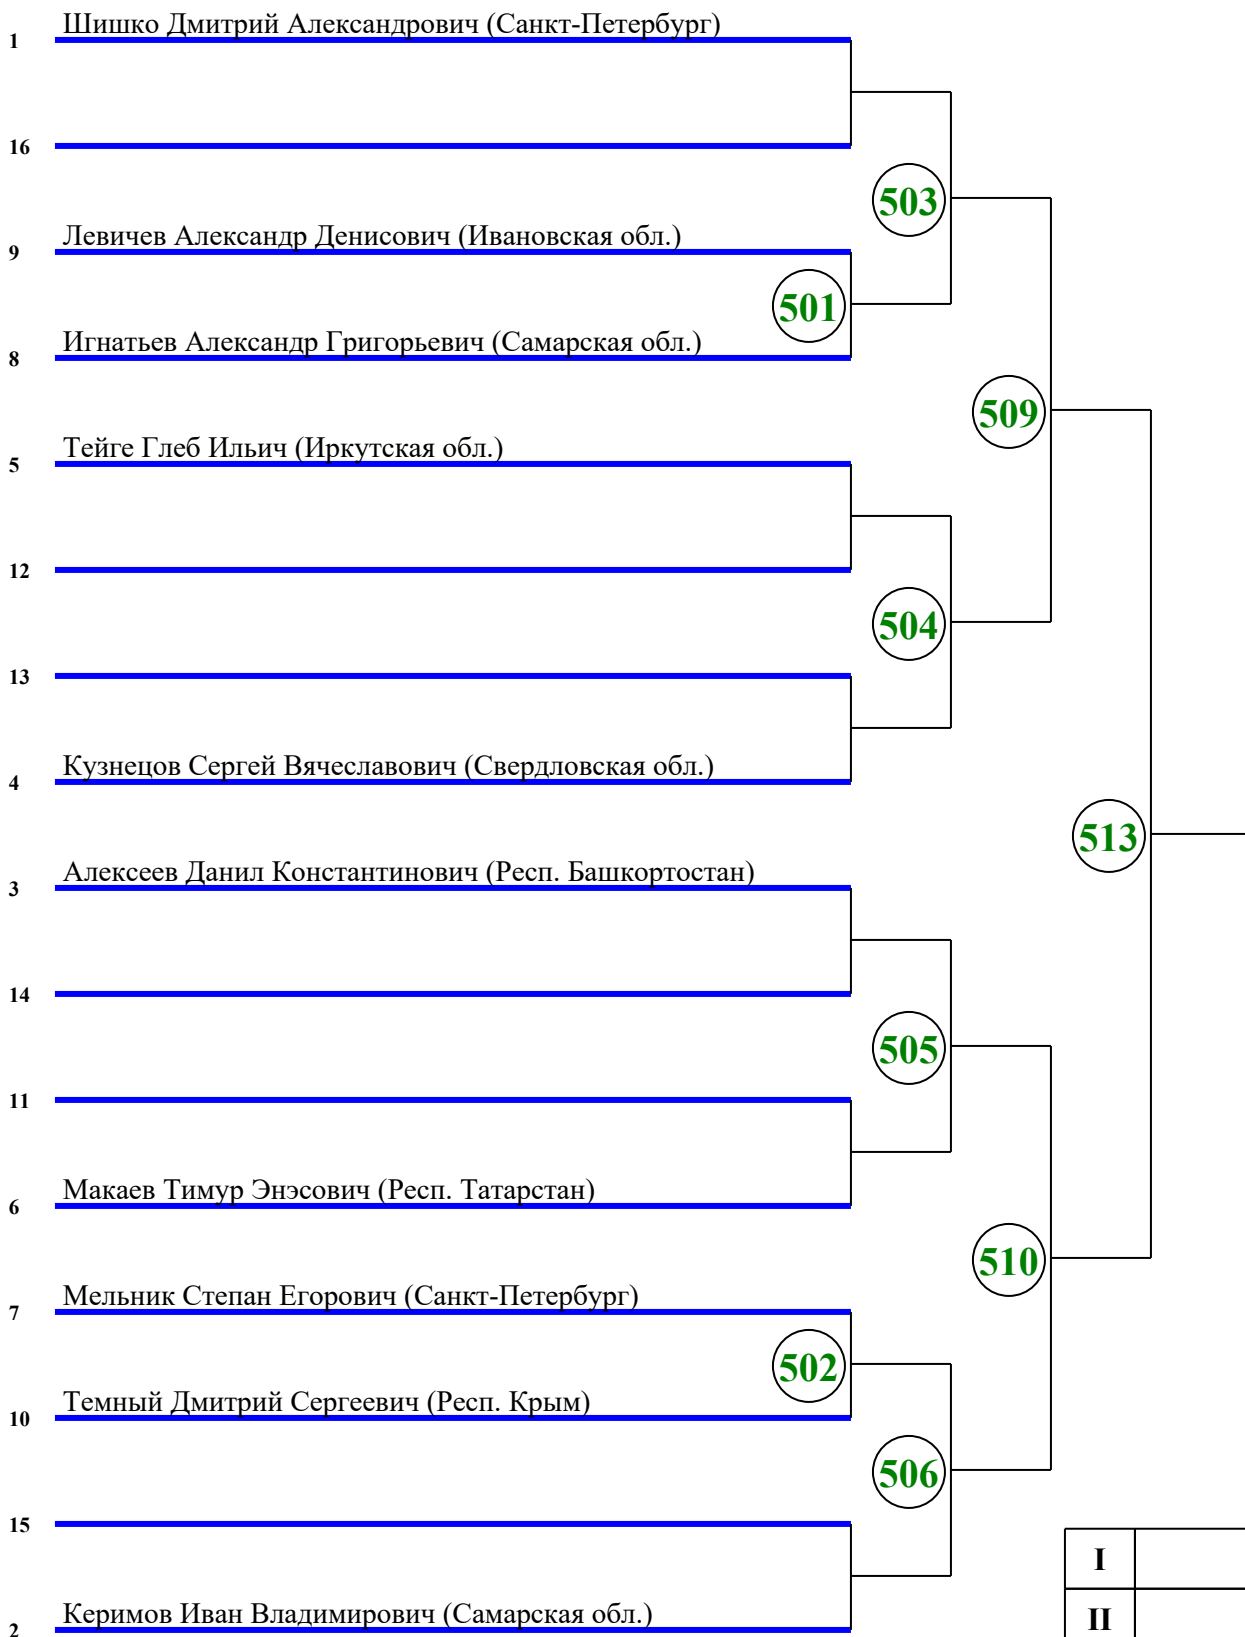 1 Шишко Дмитрий Александрович (Санкт-Петербург)
16
503
9 Левичев Александр Денисович (Ивановская обл.)
501
8 Игнатьев Александр Григорьевич (Самарская обл.)
509
5 Тейге Глеб Ильич (Иркутская обл.)
12
504
13
4 Кузнецов Сергей Вячеславович (Свердловская обл.)
513
3 Алексеев Данил Константинович (Респ. Башкортостан)
14
505
11
6 Макаев Тимур Энэсович (Респ. Татарстан)
510
7 Мельник Степан Егорович (Санкт-Петербург)
502
10 Темный Дмитрий Сергеевич (Респ. Крым)
506
15
I
2 Керимов Иван Владимирович (Самарская обл.)
II